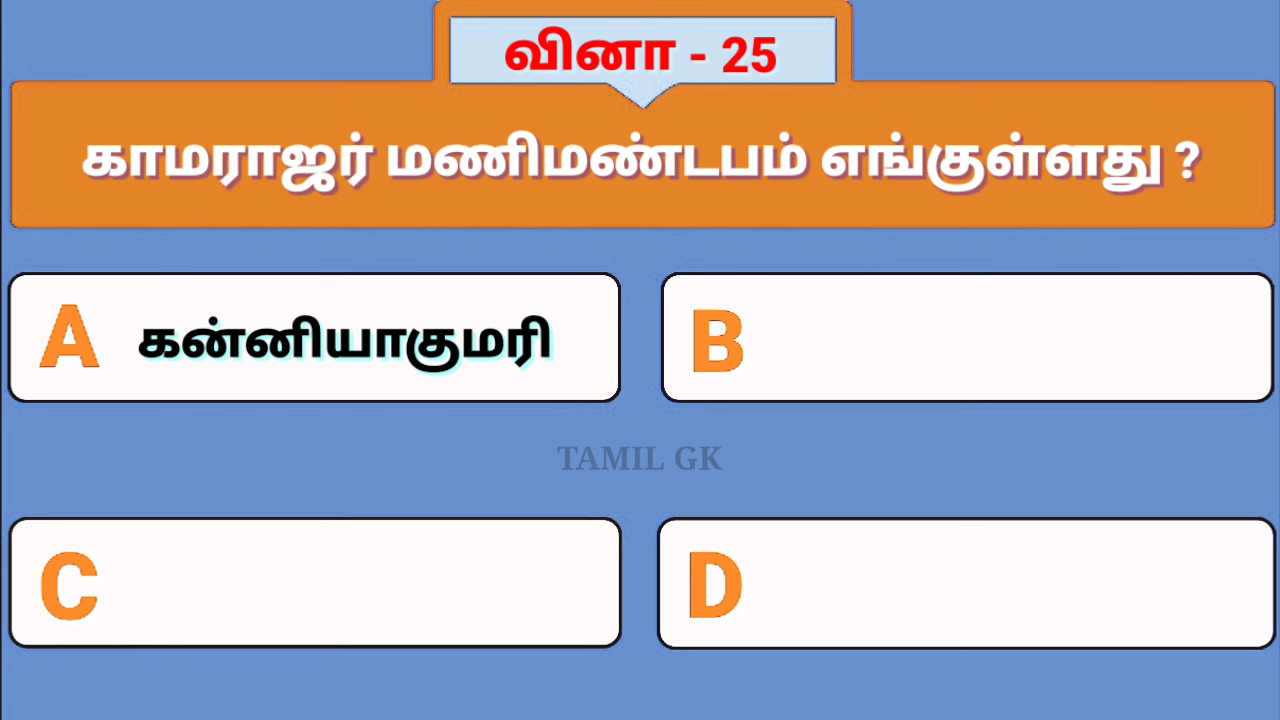 வினா - 25
காமராஜர் மணிமண்டபம் எங்குள்ளது ?
A கன்னியாகுமரி
B
TAMIL GK
C
D